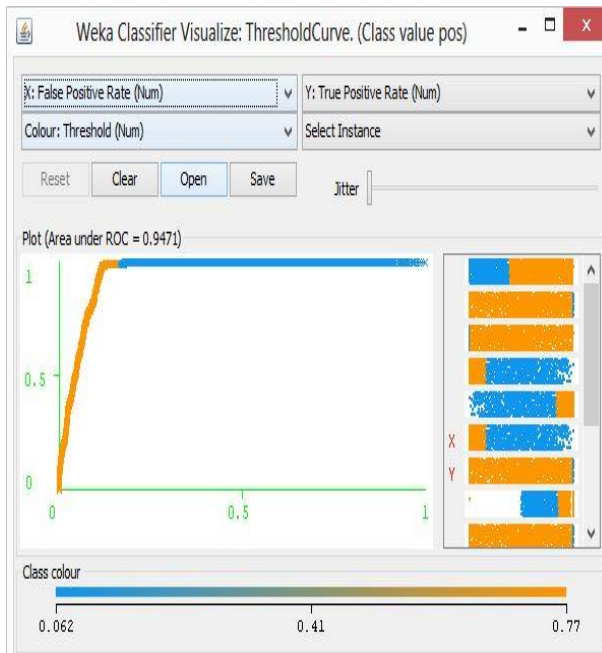 Weka Classifier Visualize: ThresholdCurve. (Class value pos)
X: False Positive Rate (Num)
Y: True Positive Rate (Num)
Colour: Threshold (Num)
Select Instance
Reset
Clear
Open
Save
Jitter
Plot (Area under ROC = 0.9471)
1
0.5
0
0
0.5
1
X
Y
Class colour
0.062
0.41
0.77